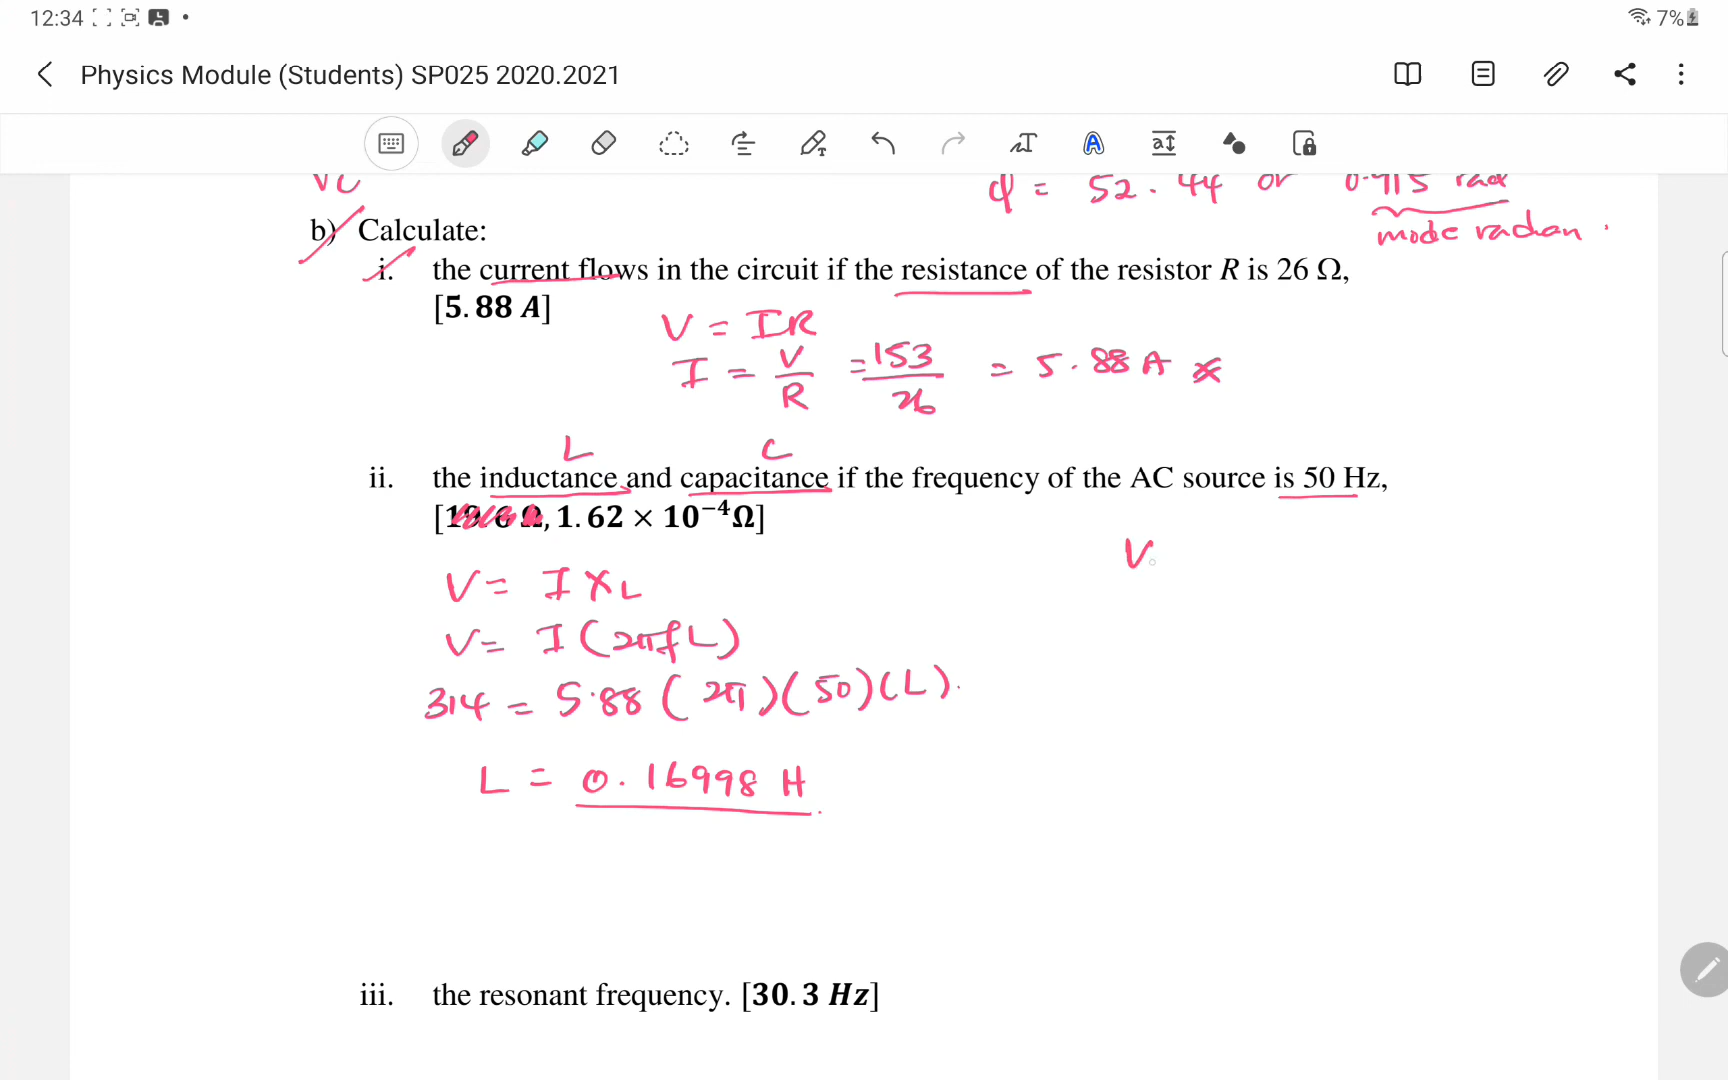 12:34
7%
Physics Module (Students) SP025 2020.2021
VC
φ = 52.44 or 0.915 rad
mode radian.
b) Calculate:
i. the current flows in the circuit if the resistance of the resistor R is 26 Ω,
[5.88 A]
V = IR
I = V/R = 153/26 = 5.88 A
L C
ii. the inductance and capacitance if the frequency of the AC source is 50 Hz,
Ω, 1.62 × 10⁻⁴Ω]
V
V = I XL
V = I (2πfL)
314 = 5.88 (2π)(50)(L).
L = 0.16998 H
iii. the resonant frequency. [30.3 Hz]